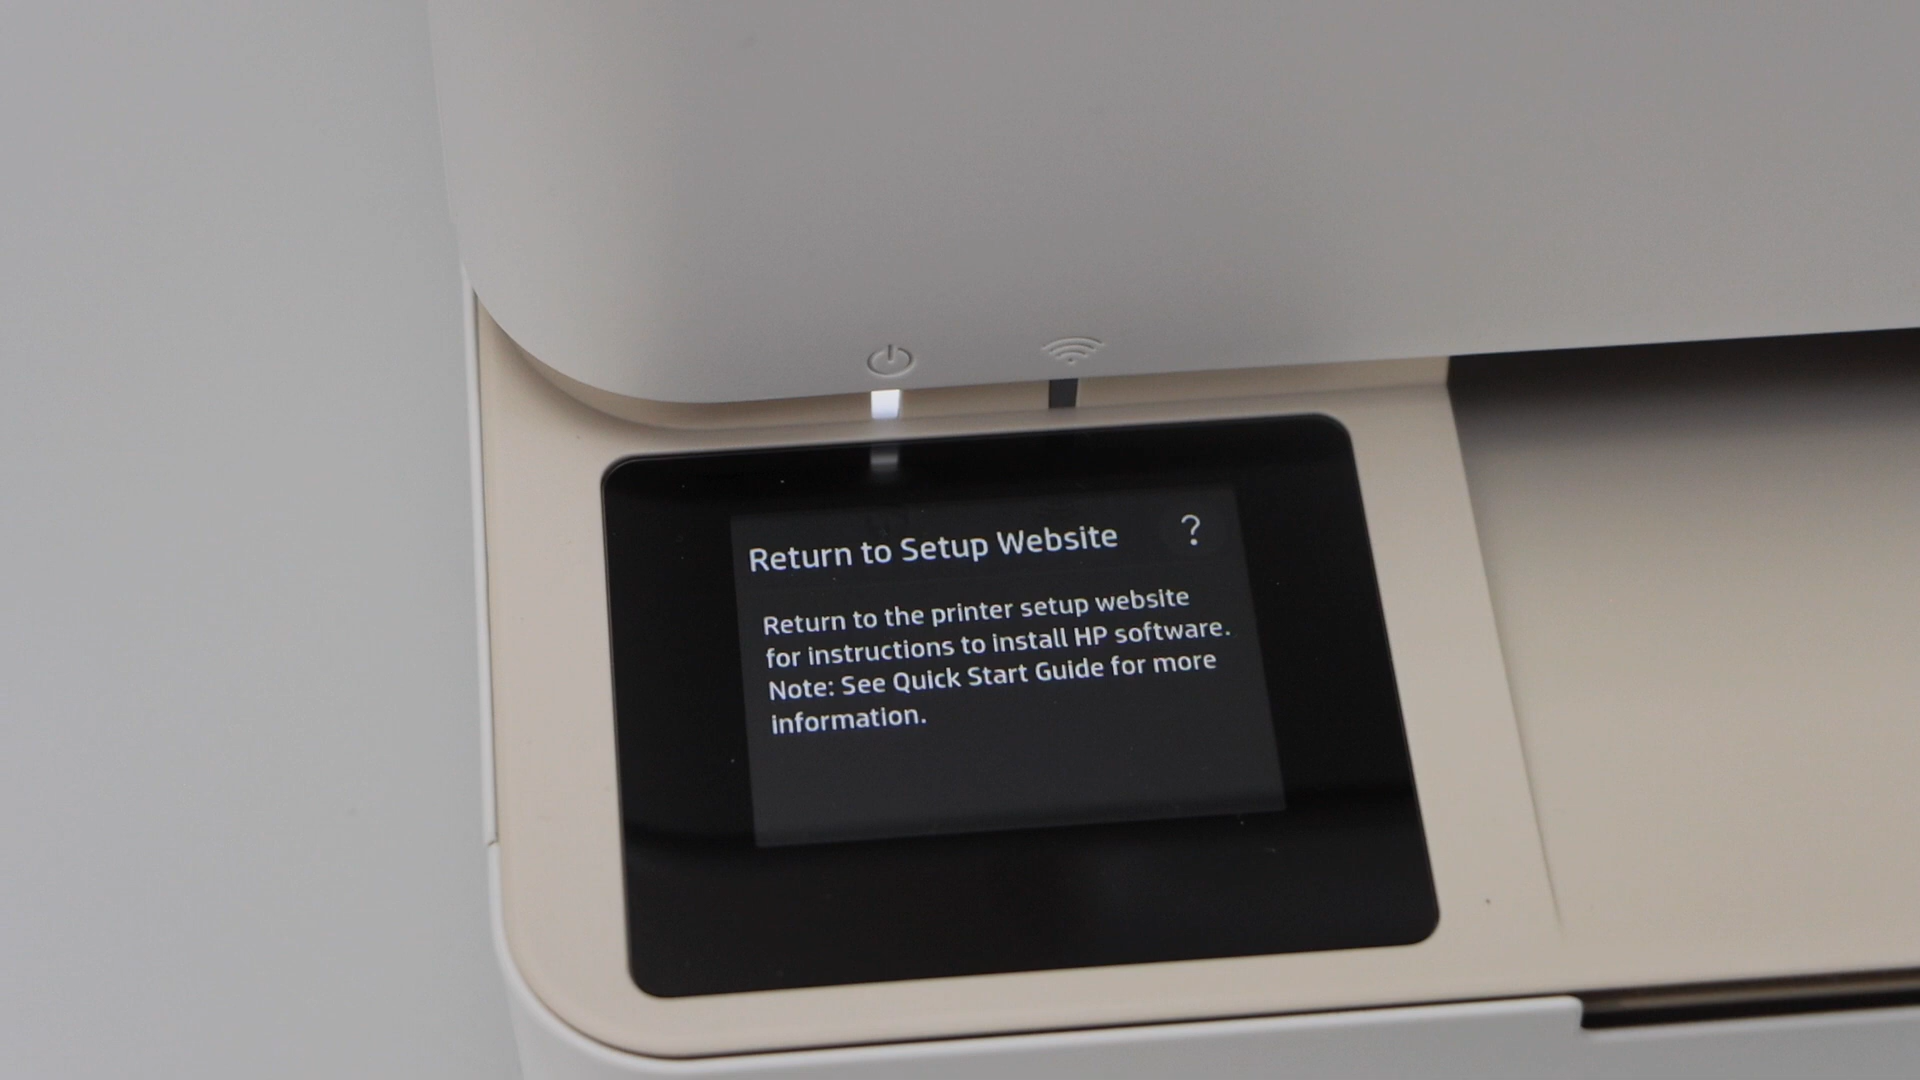 Return to Setup Website ?
Return to the printer setup website
for instructions to install HP software.
Note: See Quick Start Guide for more
information.